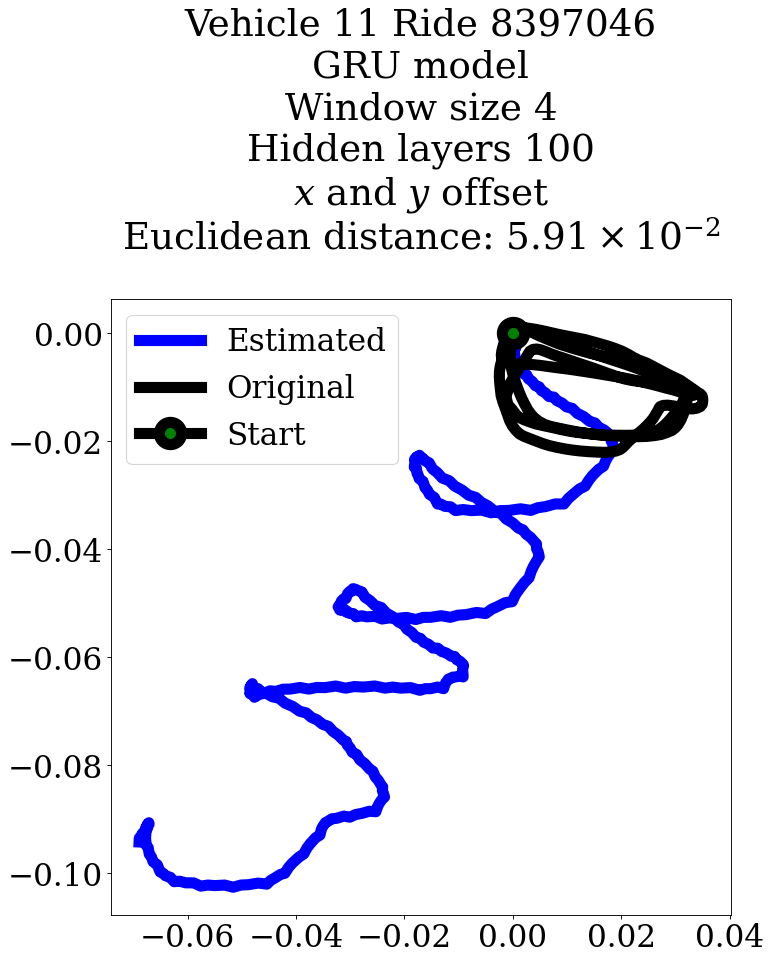 Vehicle 11 Ride 8397046
GRU model
Window size 4
Hidden layers 100
x and y offset
Euclidean distance: 5.91 × 10⁻²
Estimated
Original
Start
0.00
−0.02
−0.04
−0.06
−0.08
−0.10
−0.06 −0.04 −0.02 0.00 0.02 0.04